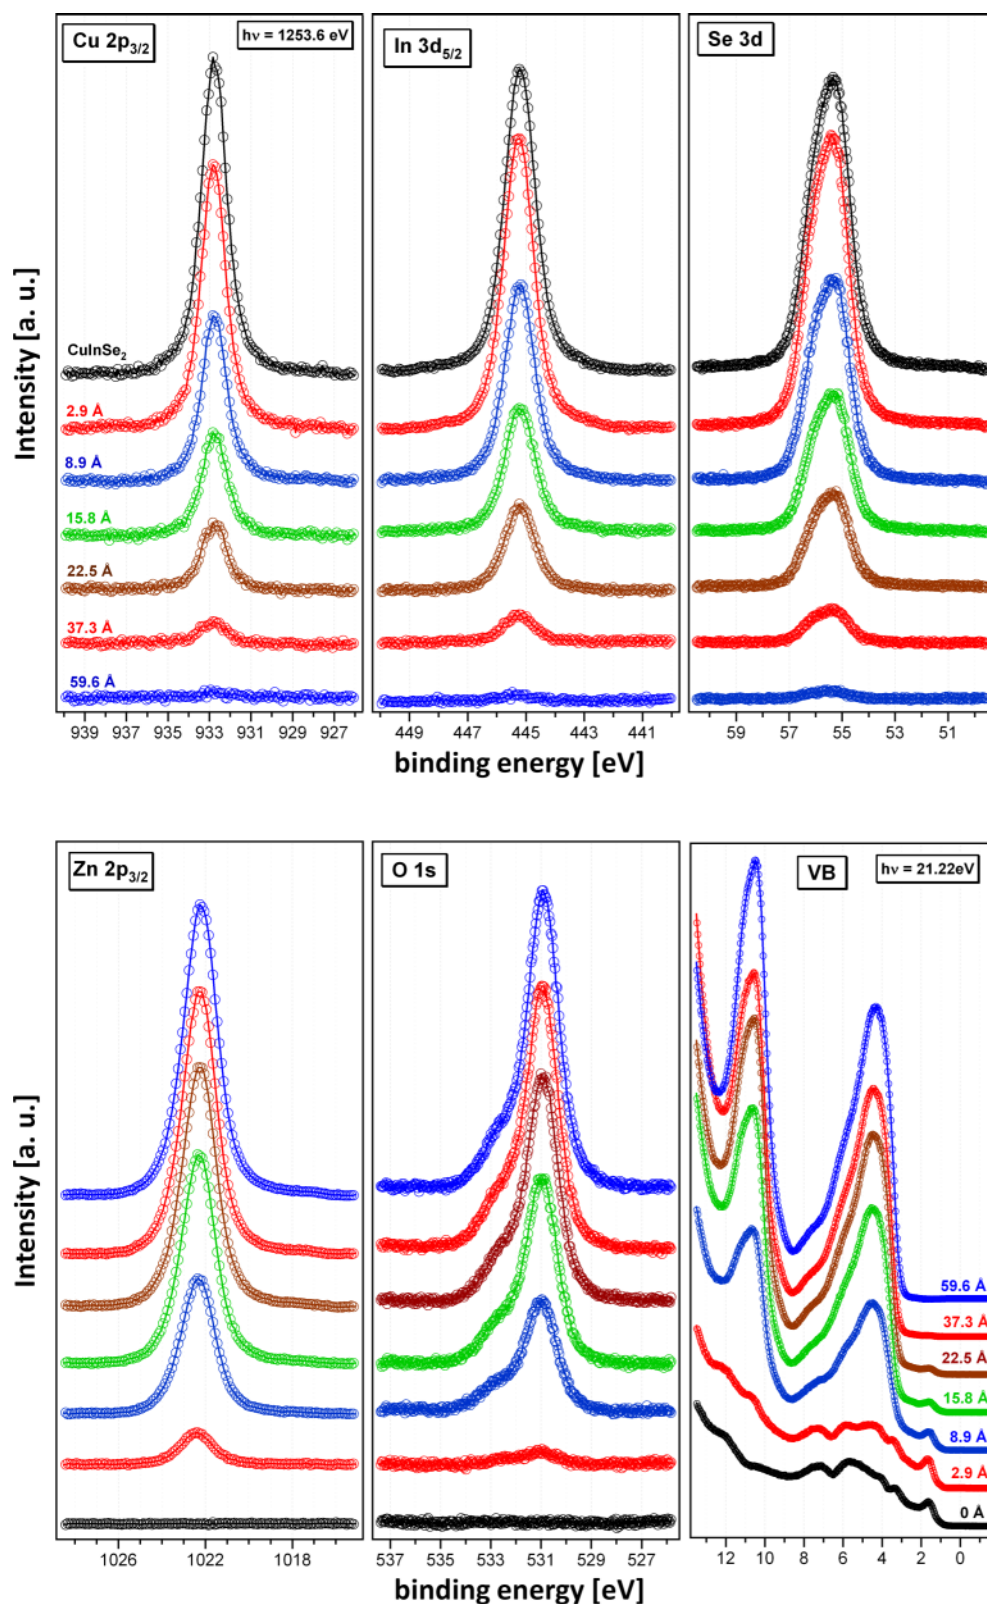 Cu 2p3/2
hν = 1253.6 eV
In 3d5/2
Se 3d
Intensity [a. u.]
CuInSe2
2.9 Å
8.9 Å
15.8 Å
22.5 Å
37.3 Å
59.6 Å
939 937 935 933 931 929 927
449 447 445 443 441
59 57 55 53 51
binding energy [eV]
Zn 2p3/2
O 1s
VB
hν = 21.22eV
Intensity [a. u.]
59.6 Å
37.3 Å
22.5 Å
15.8 Å
8.9 Å
2.9 Å
0 Å
1026 1022 1018
537 535 533 531 529 527
12 10 8 6 4 2 0
binding energy [eV]